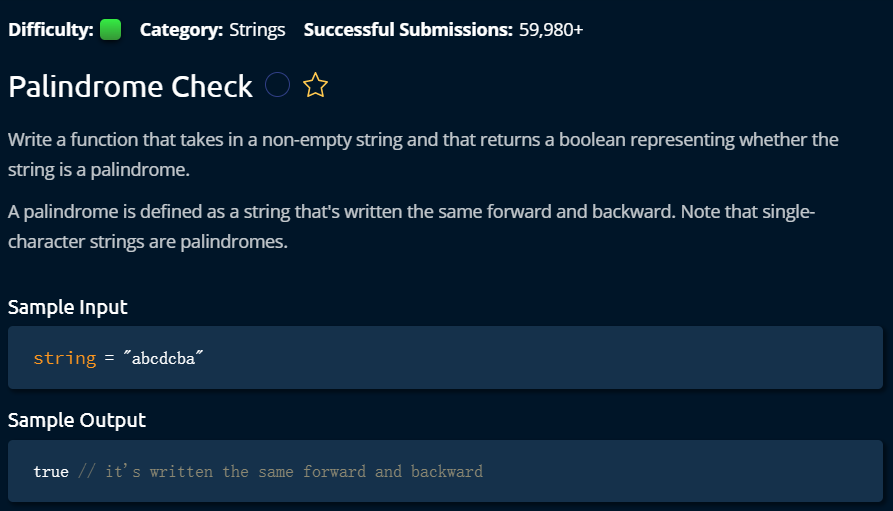 Difficulty: Category: Strings Successful Submissions: 59,980+
Palindrome Check
Write a function that takes in a non-empty string and that returns a boolean representing whether the
string is a palindrome.
A palindrome is defined as a string that's written the same forward and backward. Note that single-
character strings are palindromes.
Sample Input
string = "abcdcba"
Sample Output
true // it's written the same forward and backward